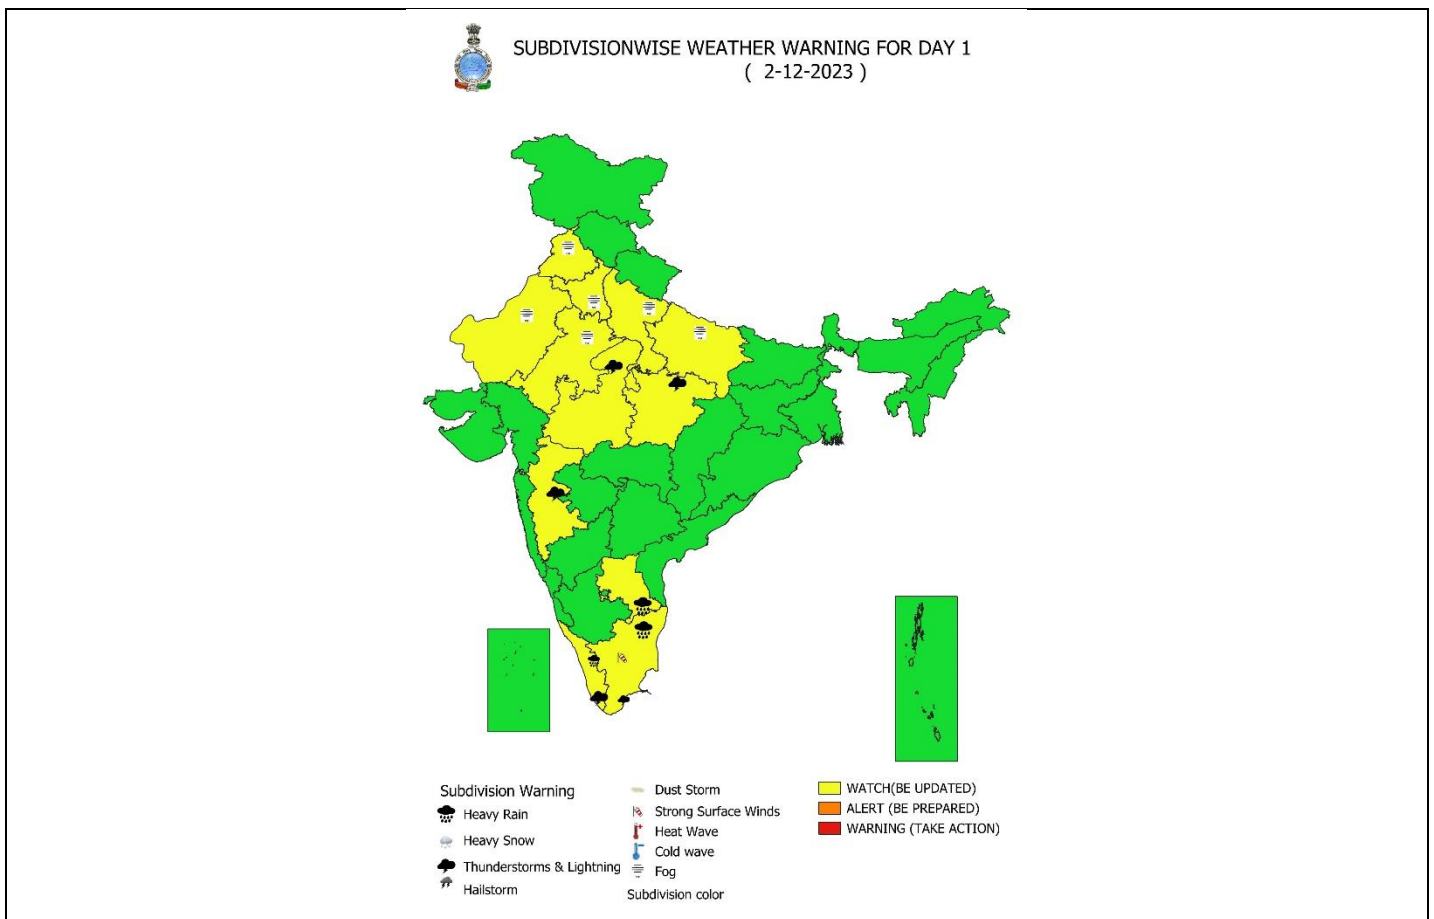 SUBDIVISIONWISE WEATHER WARNING FOR DAY 1
( 2-12-2023 )
Subdivision Warning
Heavy Rain
Heavy Snow
Thunderstorms & Lightning
Hailstorm
Dust Storm
Strong Surface Winds
Heat Wave
Cold wave
Fog
Subdivision color
WATCH(BE UPDATED)
ALERT (BE PREPARED)
WARNING (TAKE ACTION)